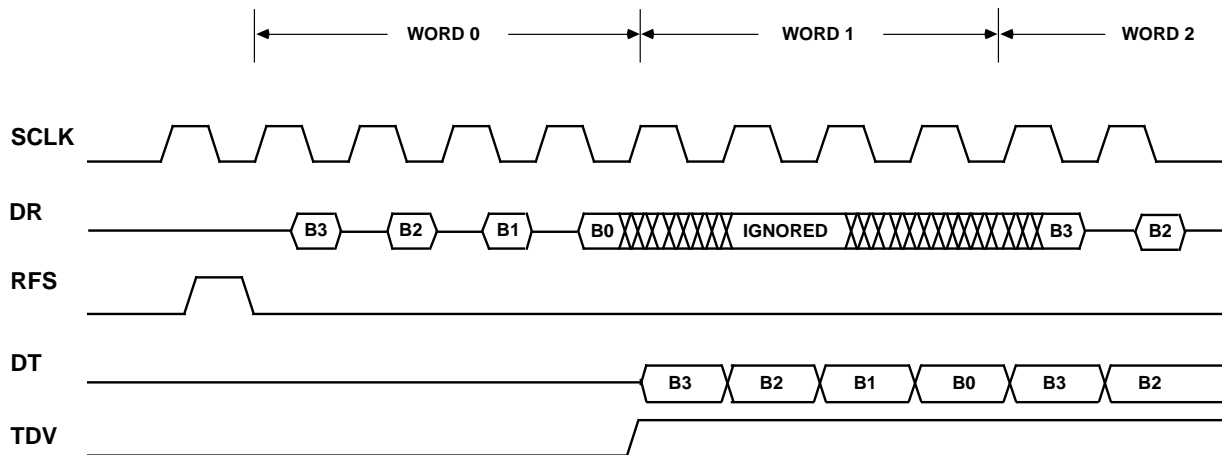 WORD 0 WORD 1 WORD 2
SCLK
DR B3 B2 B1 B0 IGNORED B3 B2
RFS
DT B3 B2 B1 B0 B3 B2
TDV